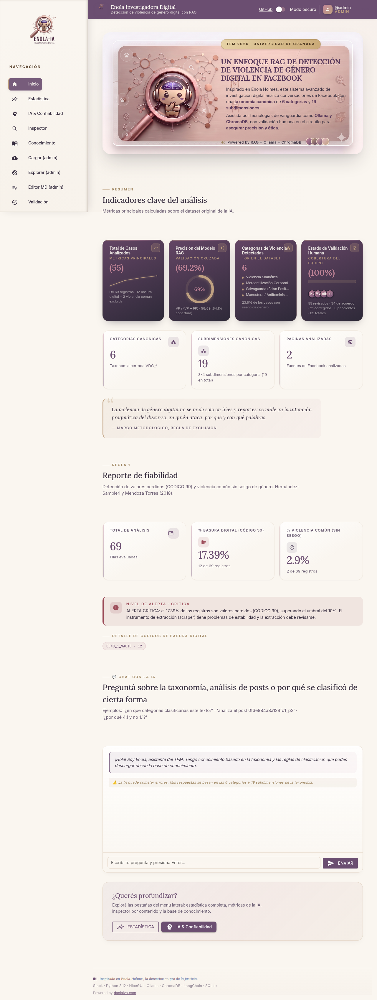 Enola Investigadora Digital
Detección de violencia de género digital con RAG
GitHub
Modo oscuro
@admin
ADMIN
ENOLA-IA
INVESTIGADORA DIGITAL
NAVEGACIÓN
Inicio
Estadística
IA & Confiabilidad
Inspector
Conocimiento
Cargar (admin)
Explorar (admin)
Editor MD (admin)
Validación
TFM 2026 · UNIVERSIDAD DE GRANADA
UN ENFOQUE RAG DE DETECCIÓN
DE VIOLENCIA DE GÉNERO
DIGITAL EN FACEBOOK
Inspirado en Enola Holmes, este sistema avanzado de
investigación digital analiza conversaciones de Facebook con
una taxonomía canónica de 6 categorías y 19
subdimensiones.
Asistida por tecnologías de vanguardia como Ollama y
ChromaDB, con validación humana en el circuito para
asegurar precisión y ética.
Powered by RAG + Ollama + ChromaDB
RESUMEN
Indicadores clave del análisis
Métricas principales calculadas sobre el dataset original de la IA.
Total de Casos
Analizados
MÉTRICAS PRINCIPALES
(55)
De 69 registros · 12 basura
digital + 2 violencia común
excluida
Precisión del Modelo
RAG
VALIDACIÓN CRUZADA
(69.2%)
69%
VP / (VP + FP) · 58/69 (84.1%
cobertura)
Categorías de Violencia
Detectadas
TOP EN EL DATASET
6
Violencia Simbólica
Mercantilización Corporal
Salvaguarda (Falso Posit...
Manosfera / Antifeminis...
23.6% de los casos con
sesgo de género
Estado de Validación
Humana
COBERTURA DEL
EQUIPO
(100%)
KL
MV
AB
+1
55 revisados · 34 de acuerdo
· 21 corregidos · 0 pendientes
· 69 totales
CATEGORÍAS CANÓNICAS
6
Taxonomía cerrada VDG_*
SUBDIMENSIONES CANÓNICAS
19
3-4 subdimensiones por categoría (19
en total)
PÁGINAS ANALIZADAS
2
Fuentes de Facebook analizadas
“
La violencia de género digital no se mide solo en likes y reportes: se mide en la intención
pragmática del discurso, en quién ataca, por qué y con qué palabras.
— MARCO METODOLÓGICO, REGLA DE EXCLUSIÓN
REGLA 1
Reporte de fiabilidad
Detección de valores perdidos (CÓDIGO 99) y violencia común sin sesgo de género. Hernández-
Sampieri y Mendoza Torres (2018).
TOTAL DE ANÁLISIS
69
Filas evaluadas
% BASURA DIGITAL (CÓDIGO 99)
17.39%
12 de 69 registros
% VIOLENCIA COMÚN (SIN
SESGO)
2.9%
2 de 69 registros
NIVEL DE ALERTA · CRITICA
ALERTA CRÍTICA: el 17.39% de los registros son valores perdidos (CÓDIGO 99), superando el umbral del 10%. El
instrumento de extracción (scraper) tiene problemas de estabilidad y la extracción debe revisarse.
DETALLE DE CÓDIGOS DE BASURA DIGITAL
COND_1_VACIO · 12
💬 CHAT CON LA IA
Preguntá sobre la taxonomía, análisis de posts o por qué se clasificó de
cierta forma
Ejemplos: '¿en qué categorías clasificarías este texto?' · 'analizá el post 0f3e884a8a124fd1_p2' ·
'¿por qué 4.1 y no 1.1?'
¡Hola! Soy Enola, asistente del TFM. Tengo conocimiento basado en la taxonomía y las reglas de clasificación que podés
descargar desde la base de conocimiento.
⚠️ La IA puede cometer errores. Mis respuestas se basan en las 6 categorías y 19 subdimensiones de la taxonomía.
Escribí tu pregunta y presioná Enter...
ENVIAR
¿Querés profundizar?
Explorá las pestañas del menú lateral: estadística completa, métricas de la IA,
inspector por contenido y la base de conocimiento.
ESTADÍSTICA
IA & Confiabilidad
Inspirado en Enola Holmes, la detective en pro de la justicia.
Stack · Python 3.12 · NiceGUI · Ollama · ChromaDB · LangChain · SQLite
Powered by danialva.com